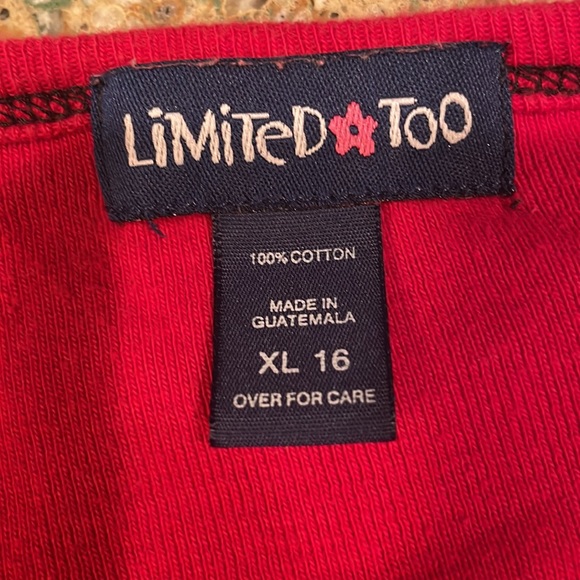 LiMiTeD TOO
100% COTTON
MADE IN
GUATEMALA
XL 16
OVER FOR CARE